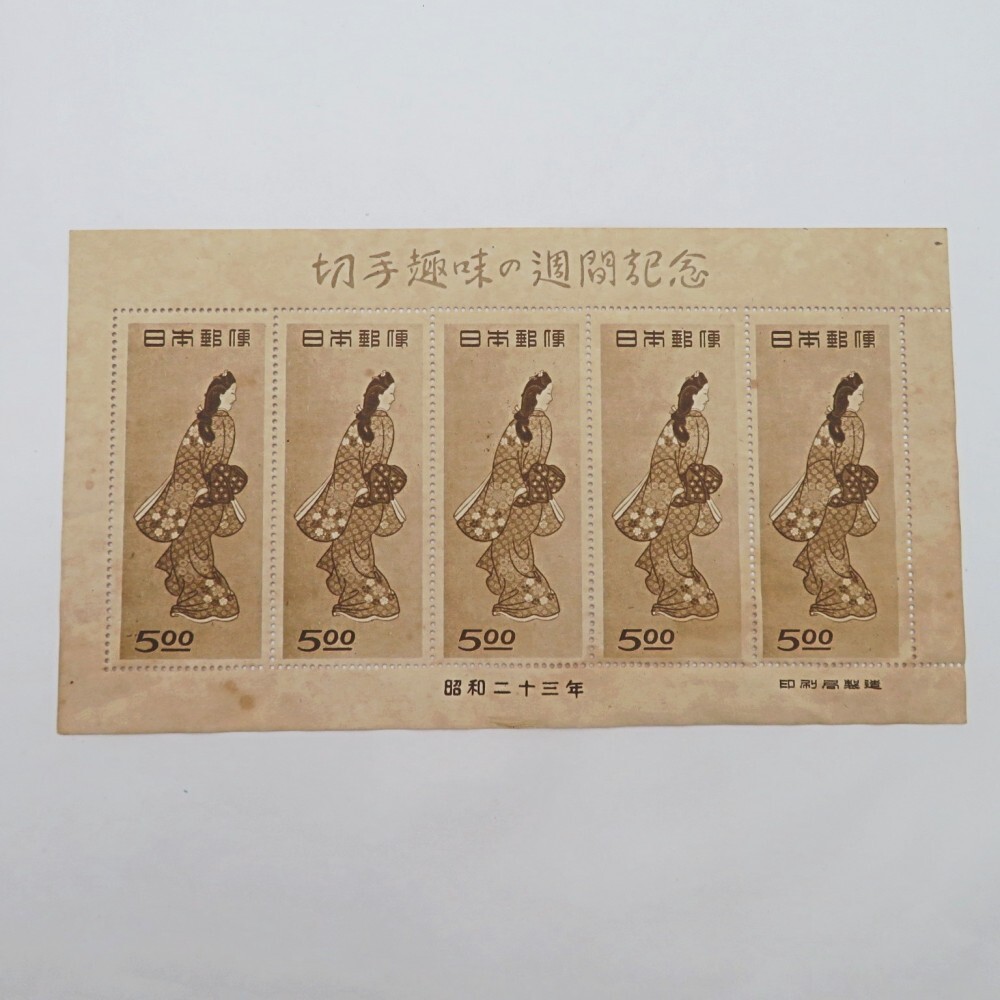 切手趣味の週間記念
日本郵便 日本郵便 日本郵便 日本郵便 日本郵便
5.00 5.00 5.00 5.00 5.00
昭和二十三年
印刷局製造